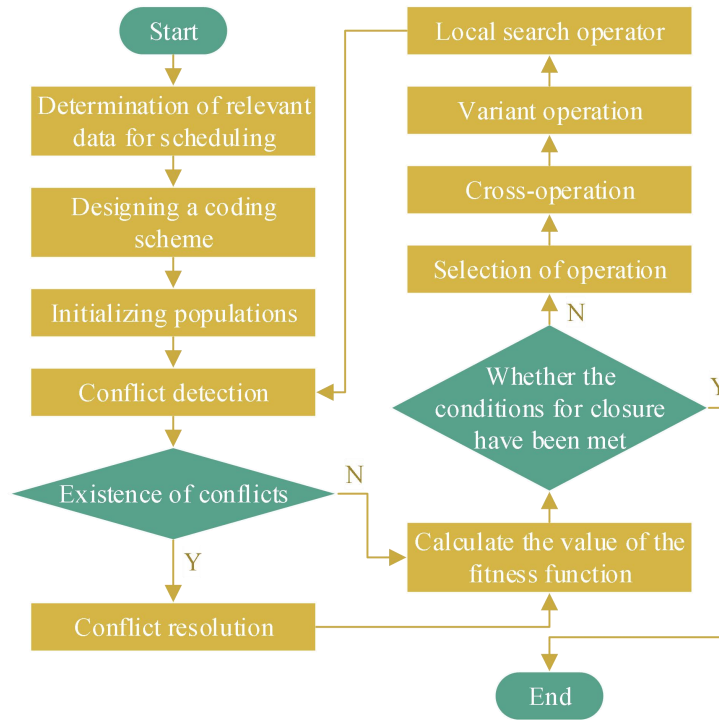 Start
Determination of relevant
data for scheduling
Designing a coding
scheme
Initializing populations
Conflict detection
Existence of conflicts
N
Y
Conflict resolution
Local search operator
Variant operation
Cross-operation
Selection of operation
N
Whether the
conditions for closure
have been met
Y
Calculate the value of the
fitness function
End